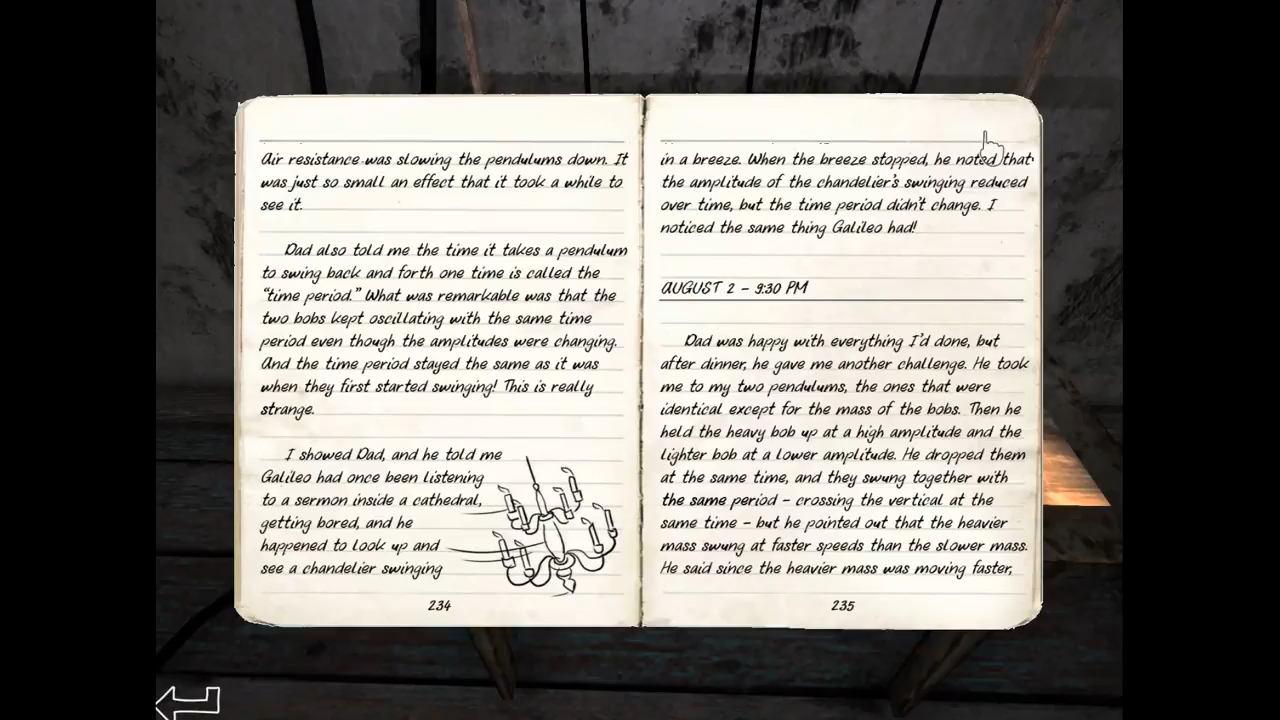 Air resistance was slowing the pendulums down. It
was just so small an effect that it took a while to
see it.
Dad also told me the time it takes a pendulum
to swing back and forth one time is called the
"time period." What was remarkable was that the
two bobs kept oscillating with the same time
period even though the amplitudes were changing.
And the time period stayed the same as it was
when they first started swinging! This is really
strange.
I showed Dad, and he told me
Galileo had once been listening
to a sermon inside a cathedral,
getting bored, and he
happened to look up and
see a chandelier swinging
234
in a breeze. When the breeze stopped, he noted that
the amplitude of the chandelier's swinging reduced
over time, but the time period didn't change. I
noticed the same thing Galileo had!
AUGUST 2 - 9:30 PM
Dad was happy with everything I'd done, but
after dinner, he gave me another challenge. He took
me to my two pendulums, the ones that were
identical except for the mass of the bobs. Then he
held the heavy bob up at a high amplitude and the
lighter bob at a lower amplitude. He dropped them
at the same time, and they swung together with
the same period - crossing the vertical at the
same time - but he pointed out that the heavier
mass swung at faster speeds than the slower mass.
He said since the heavier mass was moving faster,
235